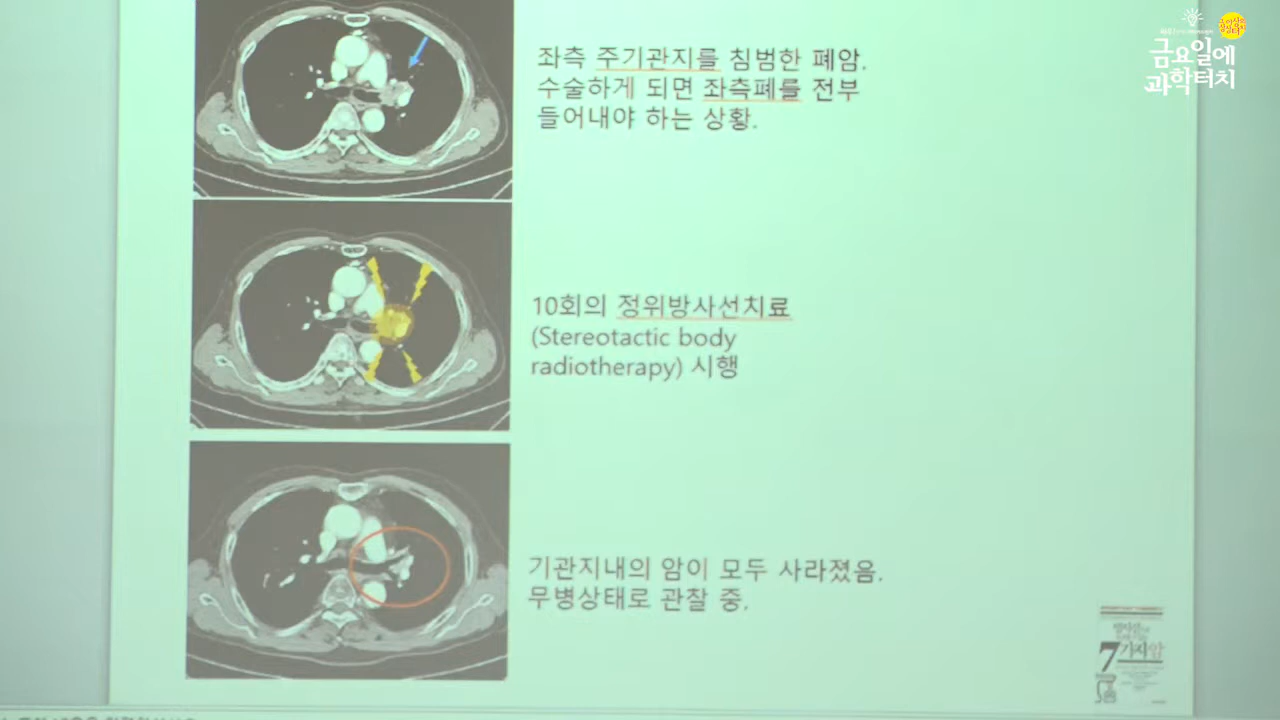 좌측 주기관지를 침범한 폐암.
수술하게 되면 좌측폐를 전부
들어내야 하는 상황.
10회의 정위방사선치료
(Stereotactic body
radiotherapy) 시행
기관지내의 암이 모두 사라졌음.
무병상태로 관찰 중.
금요일에
과학터치
7가지암